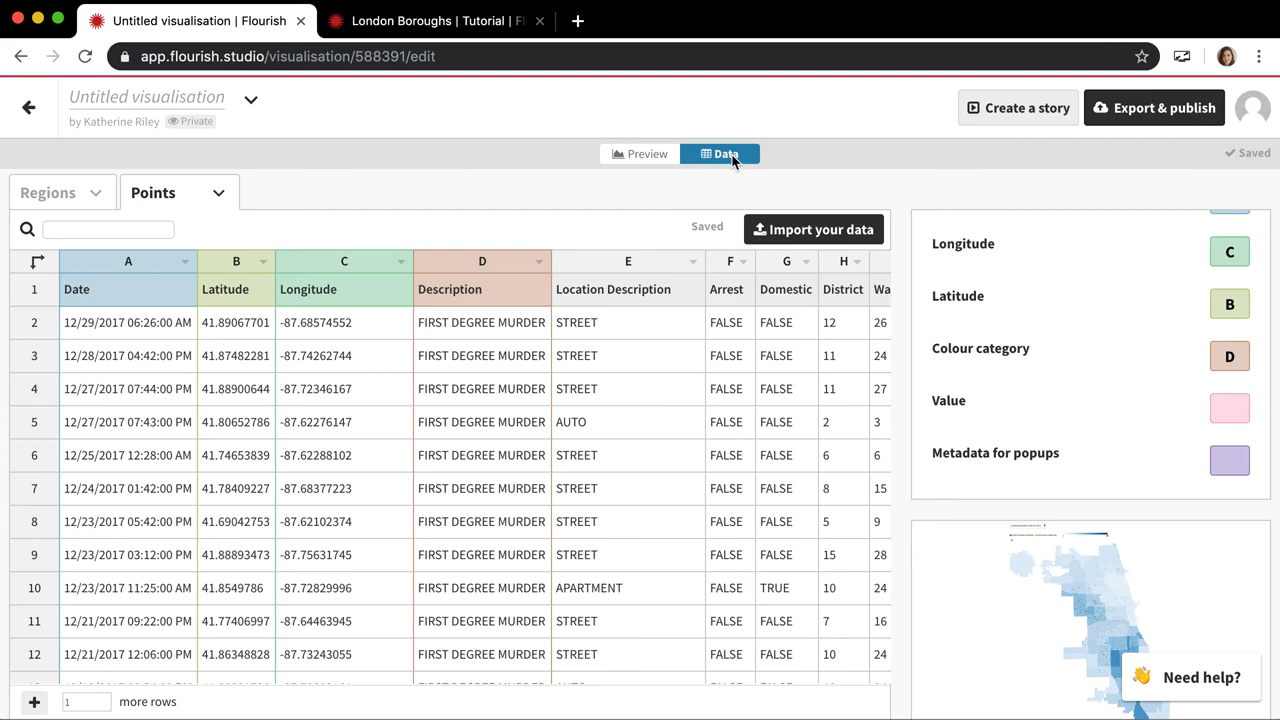 Untitled visualisation | Flourish
London Boroughs | Tutorial | F
app.flourish.studio/visualisation/588391/edit
Untitled visualisation
by Katherine Riley Private
Create a story
Export & publish
Preview
Data
Saved
Regions
Points
Saved
Import your data
A B C D E F G H
1 Date Latitude Longitude Description Location Description Arrest Domestic District Wa
2 12/29/2017 06:26:00 AM 41.89067701 -87.68574552 FIRST DEGREE MURDER STREET FALSE FALSE 12 26
3 12/28/2017 04:42:00 PM 41.87482281 -87.74262744 FIRST DEGREE MURDER STREET FALSE FALSE 11 24
4 12/27/2017 07:44:00 PM 41.88900644 -87.72346167 FIRST DEGREE MURDER STREET FALSE FALSE 11 27
5 12/27/2017 07:43:00 PM 41.80652786 -87.62276147 FIRST DEGREE MURDER AUTO FALSE FALSE 2 3
6 12/25/2017 12:28:00 AM 41.74653839 -87.62288102 FIRST DEGREE MURDER STREET FALSE FALSE 6 6
7 12/24/2017 01:42:00 PM 41.78409227 -87.68377223 FIRST DEGREE MURDER STREET FALSE FALSE 8 15
8 12/23/2017 05:42:00 PM 41.69042753 -87.62102374 FIRST DEGREE MURDER STREET FALSE FALSE 5 9
9 12/23/2017 03:12:00 PM 41.88893473 -87.75631745 FIRST DEGREE MURDER STREET FALSE FALSE 15 28
10 12/23/2017 11:25:00 AM 41.8549786 -87.72829996 FIRST DEGREE MURDER APARTMENT FALSE TRUE 10 24
11 12/21/2017 09:22:00 PM 41.77406997 -87.64463945 FIRST DEGREE MURDER STREET FALSE FALSE 7 16
12 12/21/2017 12:06:00 PM 41.86348828 -87.73243055 FIRST DEGREE MURDER STREET FALSE FALSE 10 24
1 more rows
Longitude C
Latitude B
Colour category D
Value
Metadata for popups
Need help?